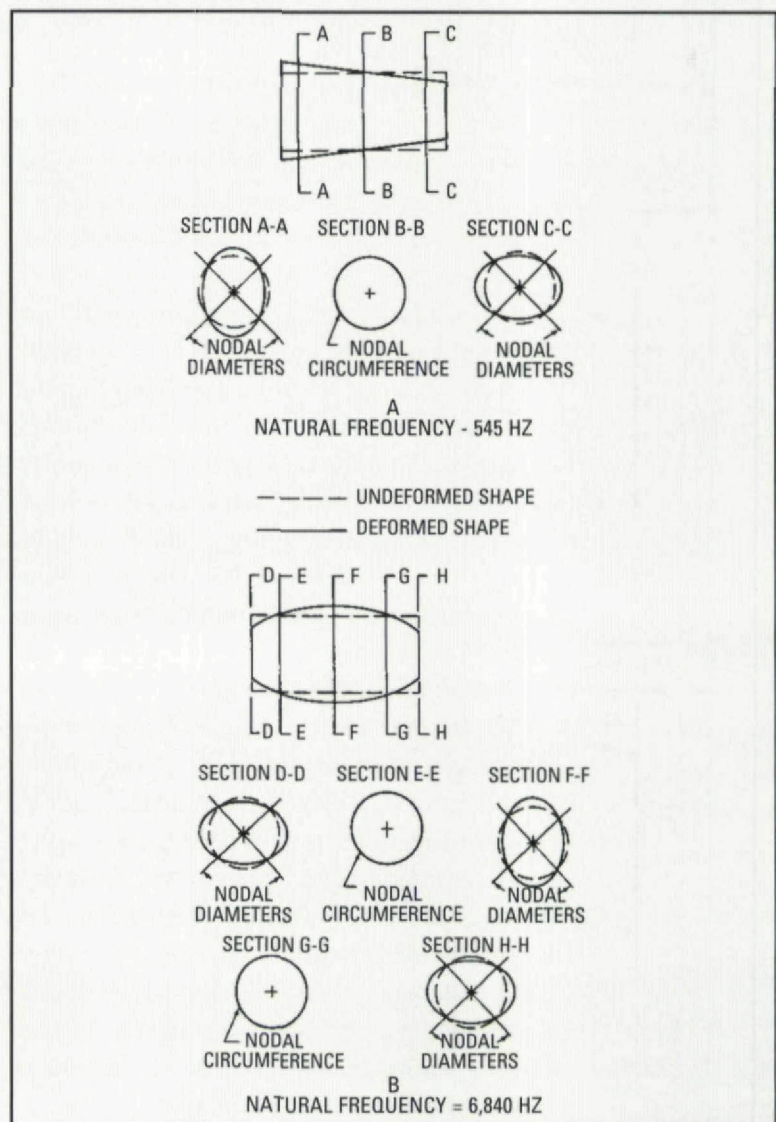 A B C
A B C
SECTION A-A SECTION B-B SECTION C-C
NODAL DIAMETERS
NODAL CIRCUMFERENCE
NODAL DIAMETERS
A
NATURAL FREQUENCY - 545 HZ
UNDEFORMED SHAPE
DEFORMED SHAPE
D E F G H
D E F G H
SECTION D-D SECTION E-E SECTION F-F
NODAL DIAMETERS
NODAL CIRCUMFERENCE
NODAL DIAMETERS
SECTION G-G SECTION H-H
NODAL CIRCUMFERENCE
NODAL DIAMETERS
B
NATURAL FREQUENCY = 6,840 HZ